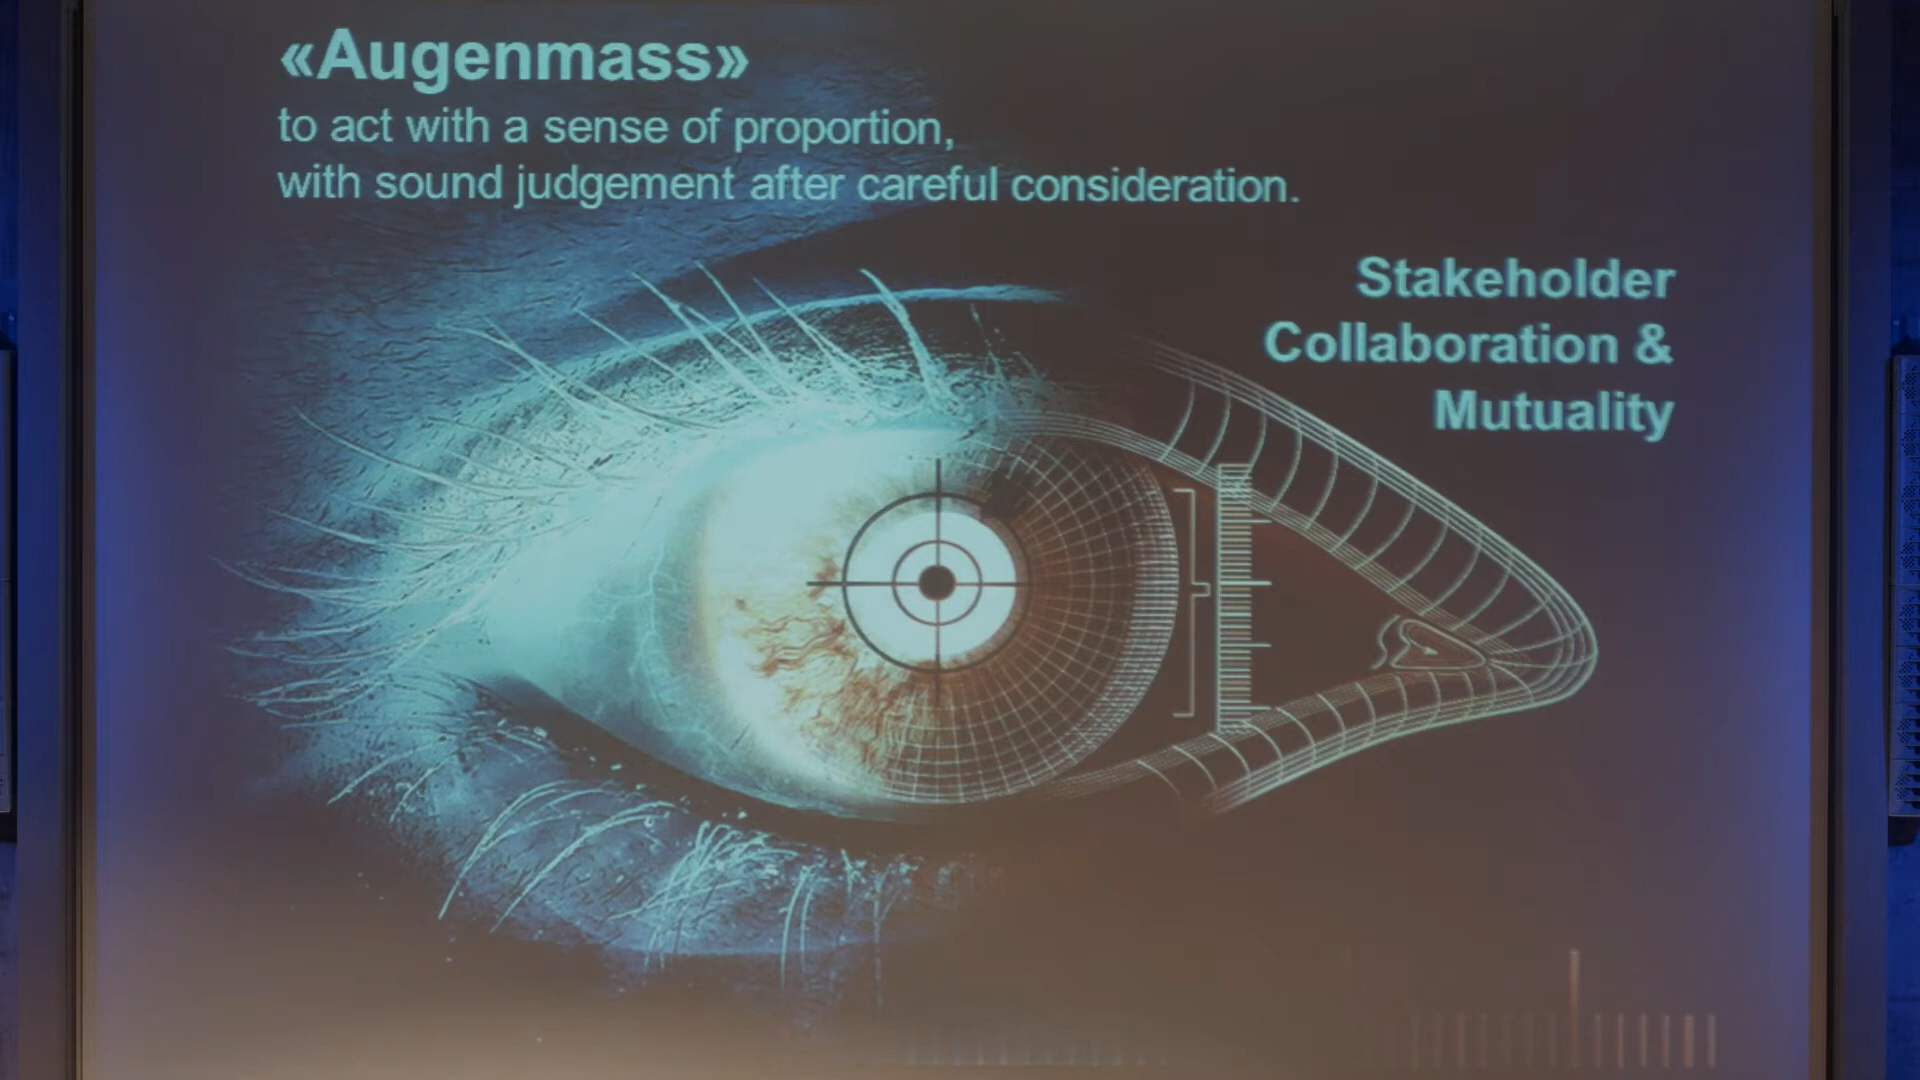 «Augenmass»
to act with a sense of proportion,
with sound judgement after careful consideration.
Stakeholder
Collaboration &
Mutuality